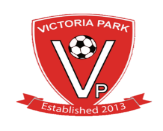 VICTORIA PARK
VP
Established 2013